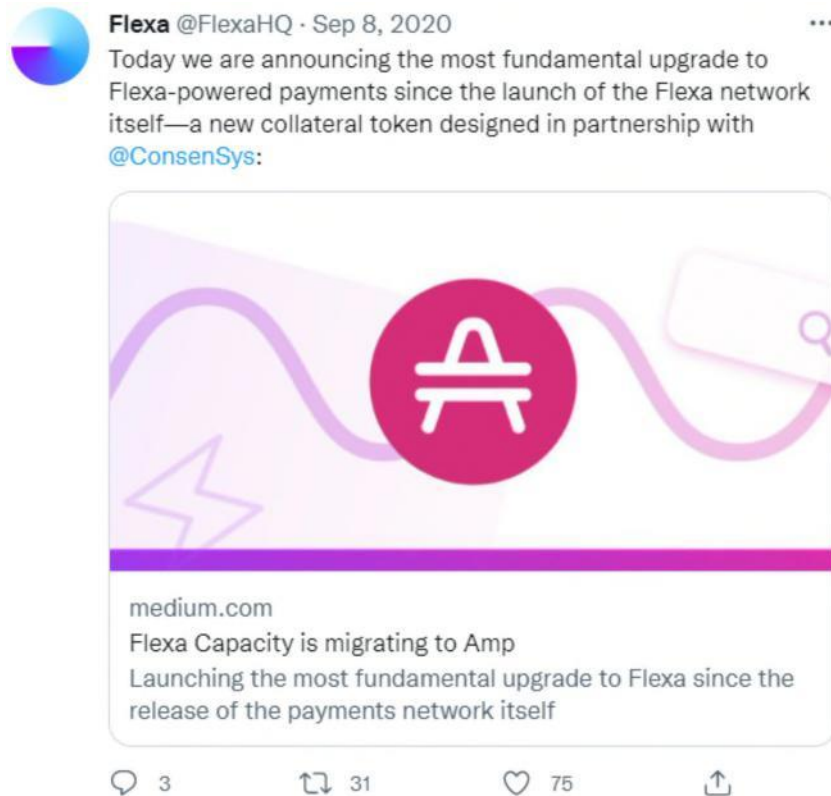 Flexa @FlexaHQ · Sep 8, 2020
Today we are announcing the most fundamental upgrade to
Flexa-powered payments since the launch of the Flexa network
itself—a new collateral token designed in partnership with
@ConsenSys:
medium.com
Flexa Capacity is migrating to Amp
Launching the most fundamental upgrade to Flexa since the
release of the payments network itself
3 31 75